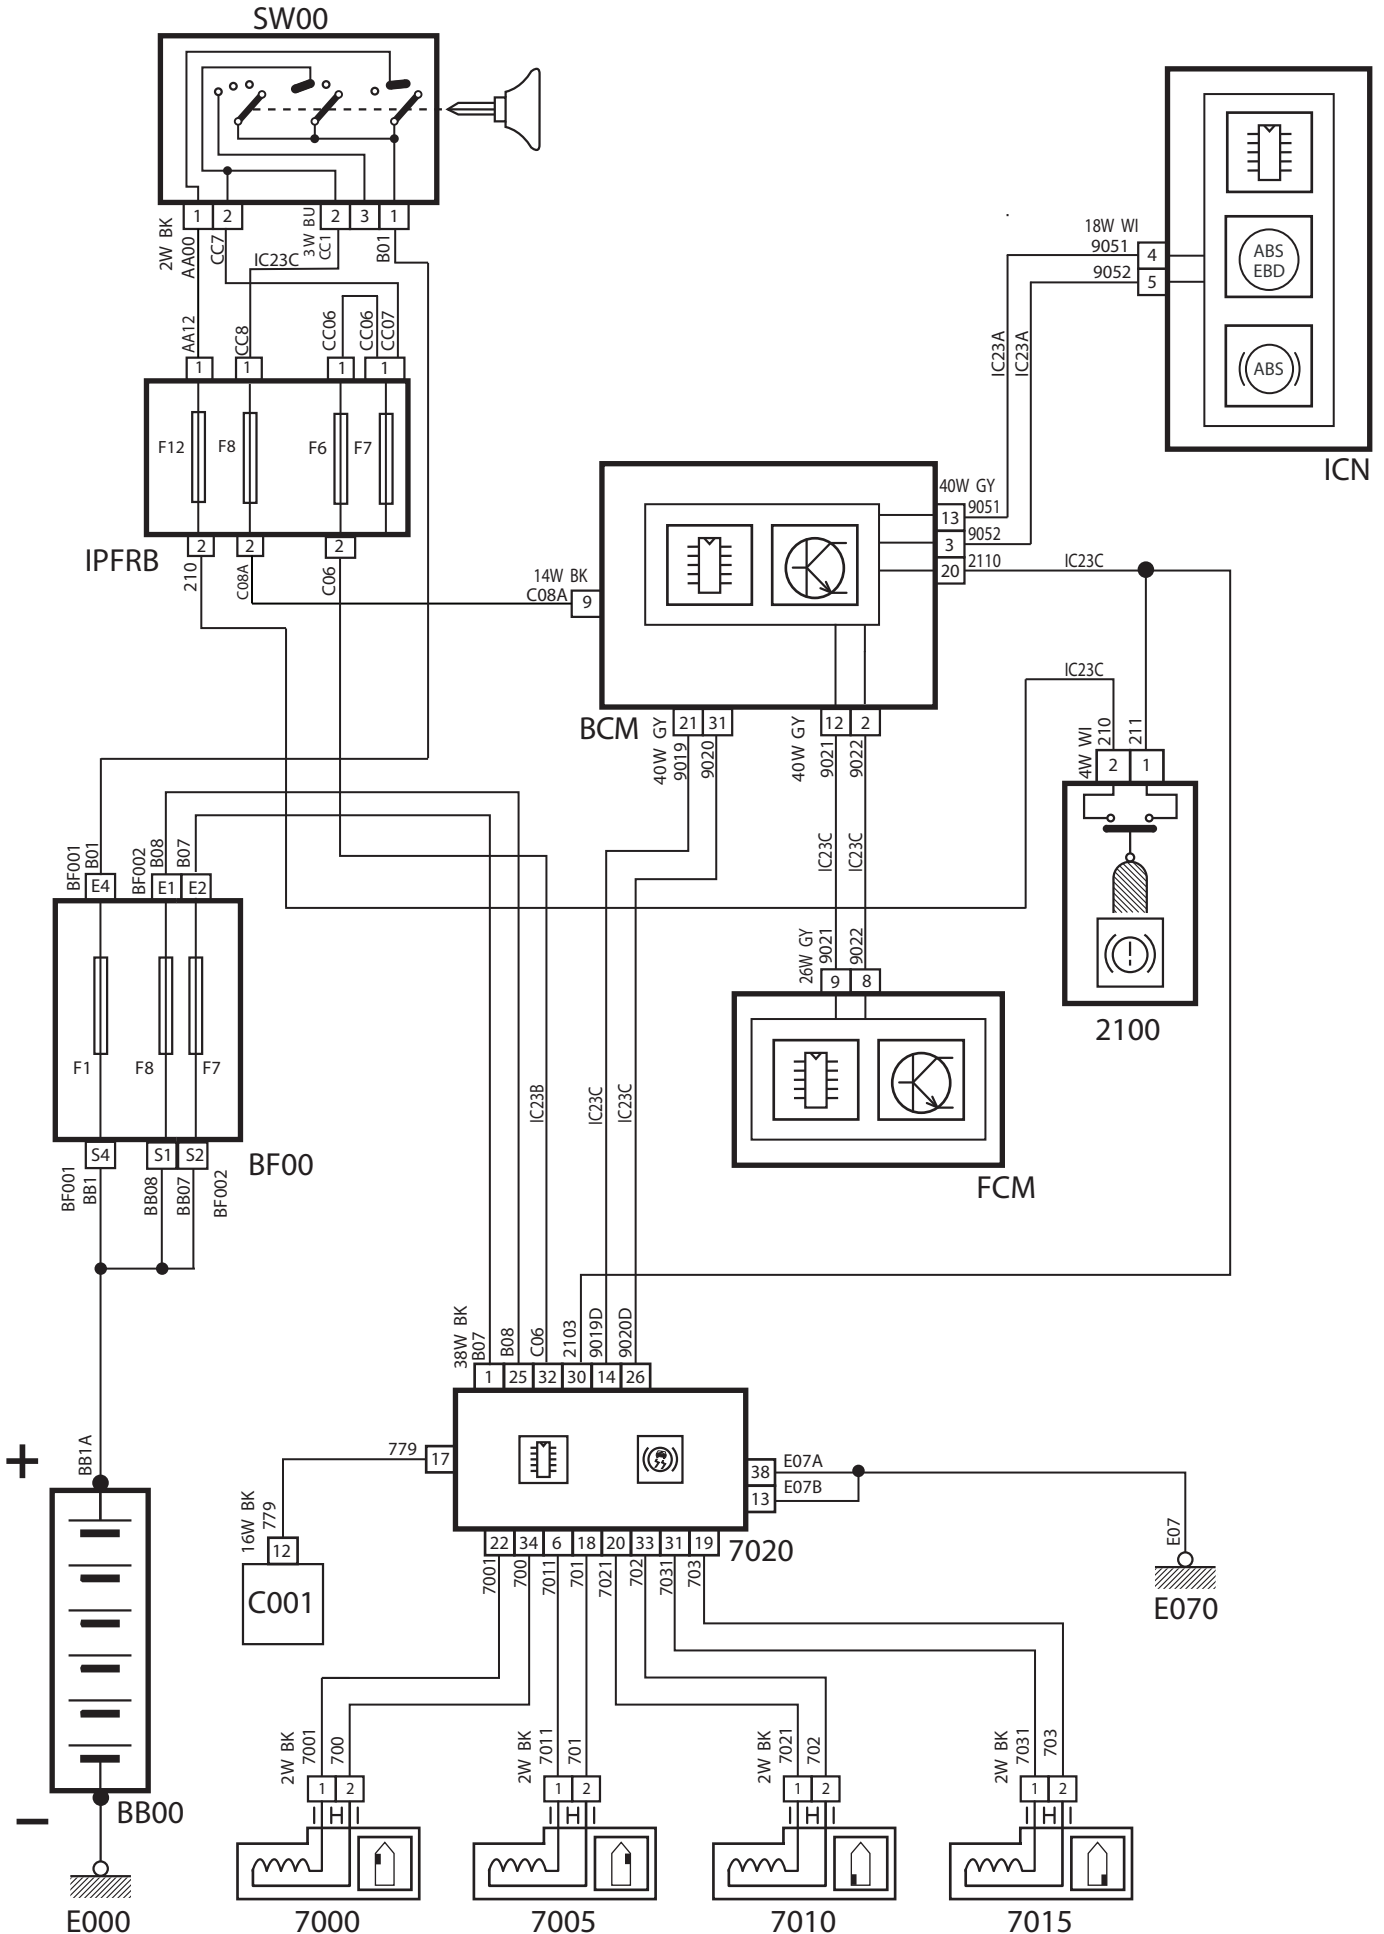 SW00
1 2 2 3 1
2W BK
AA00
CC7
3W BU
CC1
B01
IC23C
AA12
CC8
CC06
CC06
CC07
1 1 1 1
F12
F8
F6
F7
IPFRB
2 2 2
210
C08A
C06
18W WI
9051
4
9052
5
ABS
EBD
ABS
ICN
IC23A
IC23A
40W GY
9051
13
9052
3
2110
20
IC23C
14W BK
C08A
9
BCM
21 31
12 2
40W GY
9019
9020
40W GY
9021
9022
IC23C
IC23C
IC23C
4W WI
210
211
2 1
2100
26W GY
9021
9022
9 8
FCM
BF001
B01
BF002
B08
B07
E4 E1 E2
F1
F8
F7
S4 S1 S2
BF00
BF001
BB1
BB08
BB07
BF002
IC23B
IC23C
IC23C
38W BK
B07
B08
C06
2103
9019D
9020D
1 25 32 30 14 26
779
17
16W BK
779
12
C001
38
E07A
13
E07B
E07
E070
22 34 6 18 20 33 31 19
7020
7001
700
7011
701
7021
702
7031
703
+
BB1A
–
BB00
E000
2W BK
7001
700
1 2
7000
2W BK
7011
701
1 2
7005
2W BK
7021
702
1 2
7010
2W BK
7031
703
1 2
7015